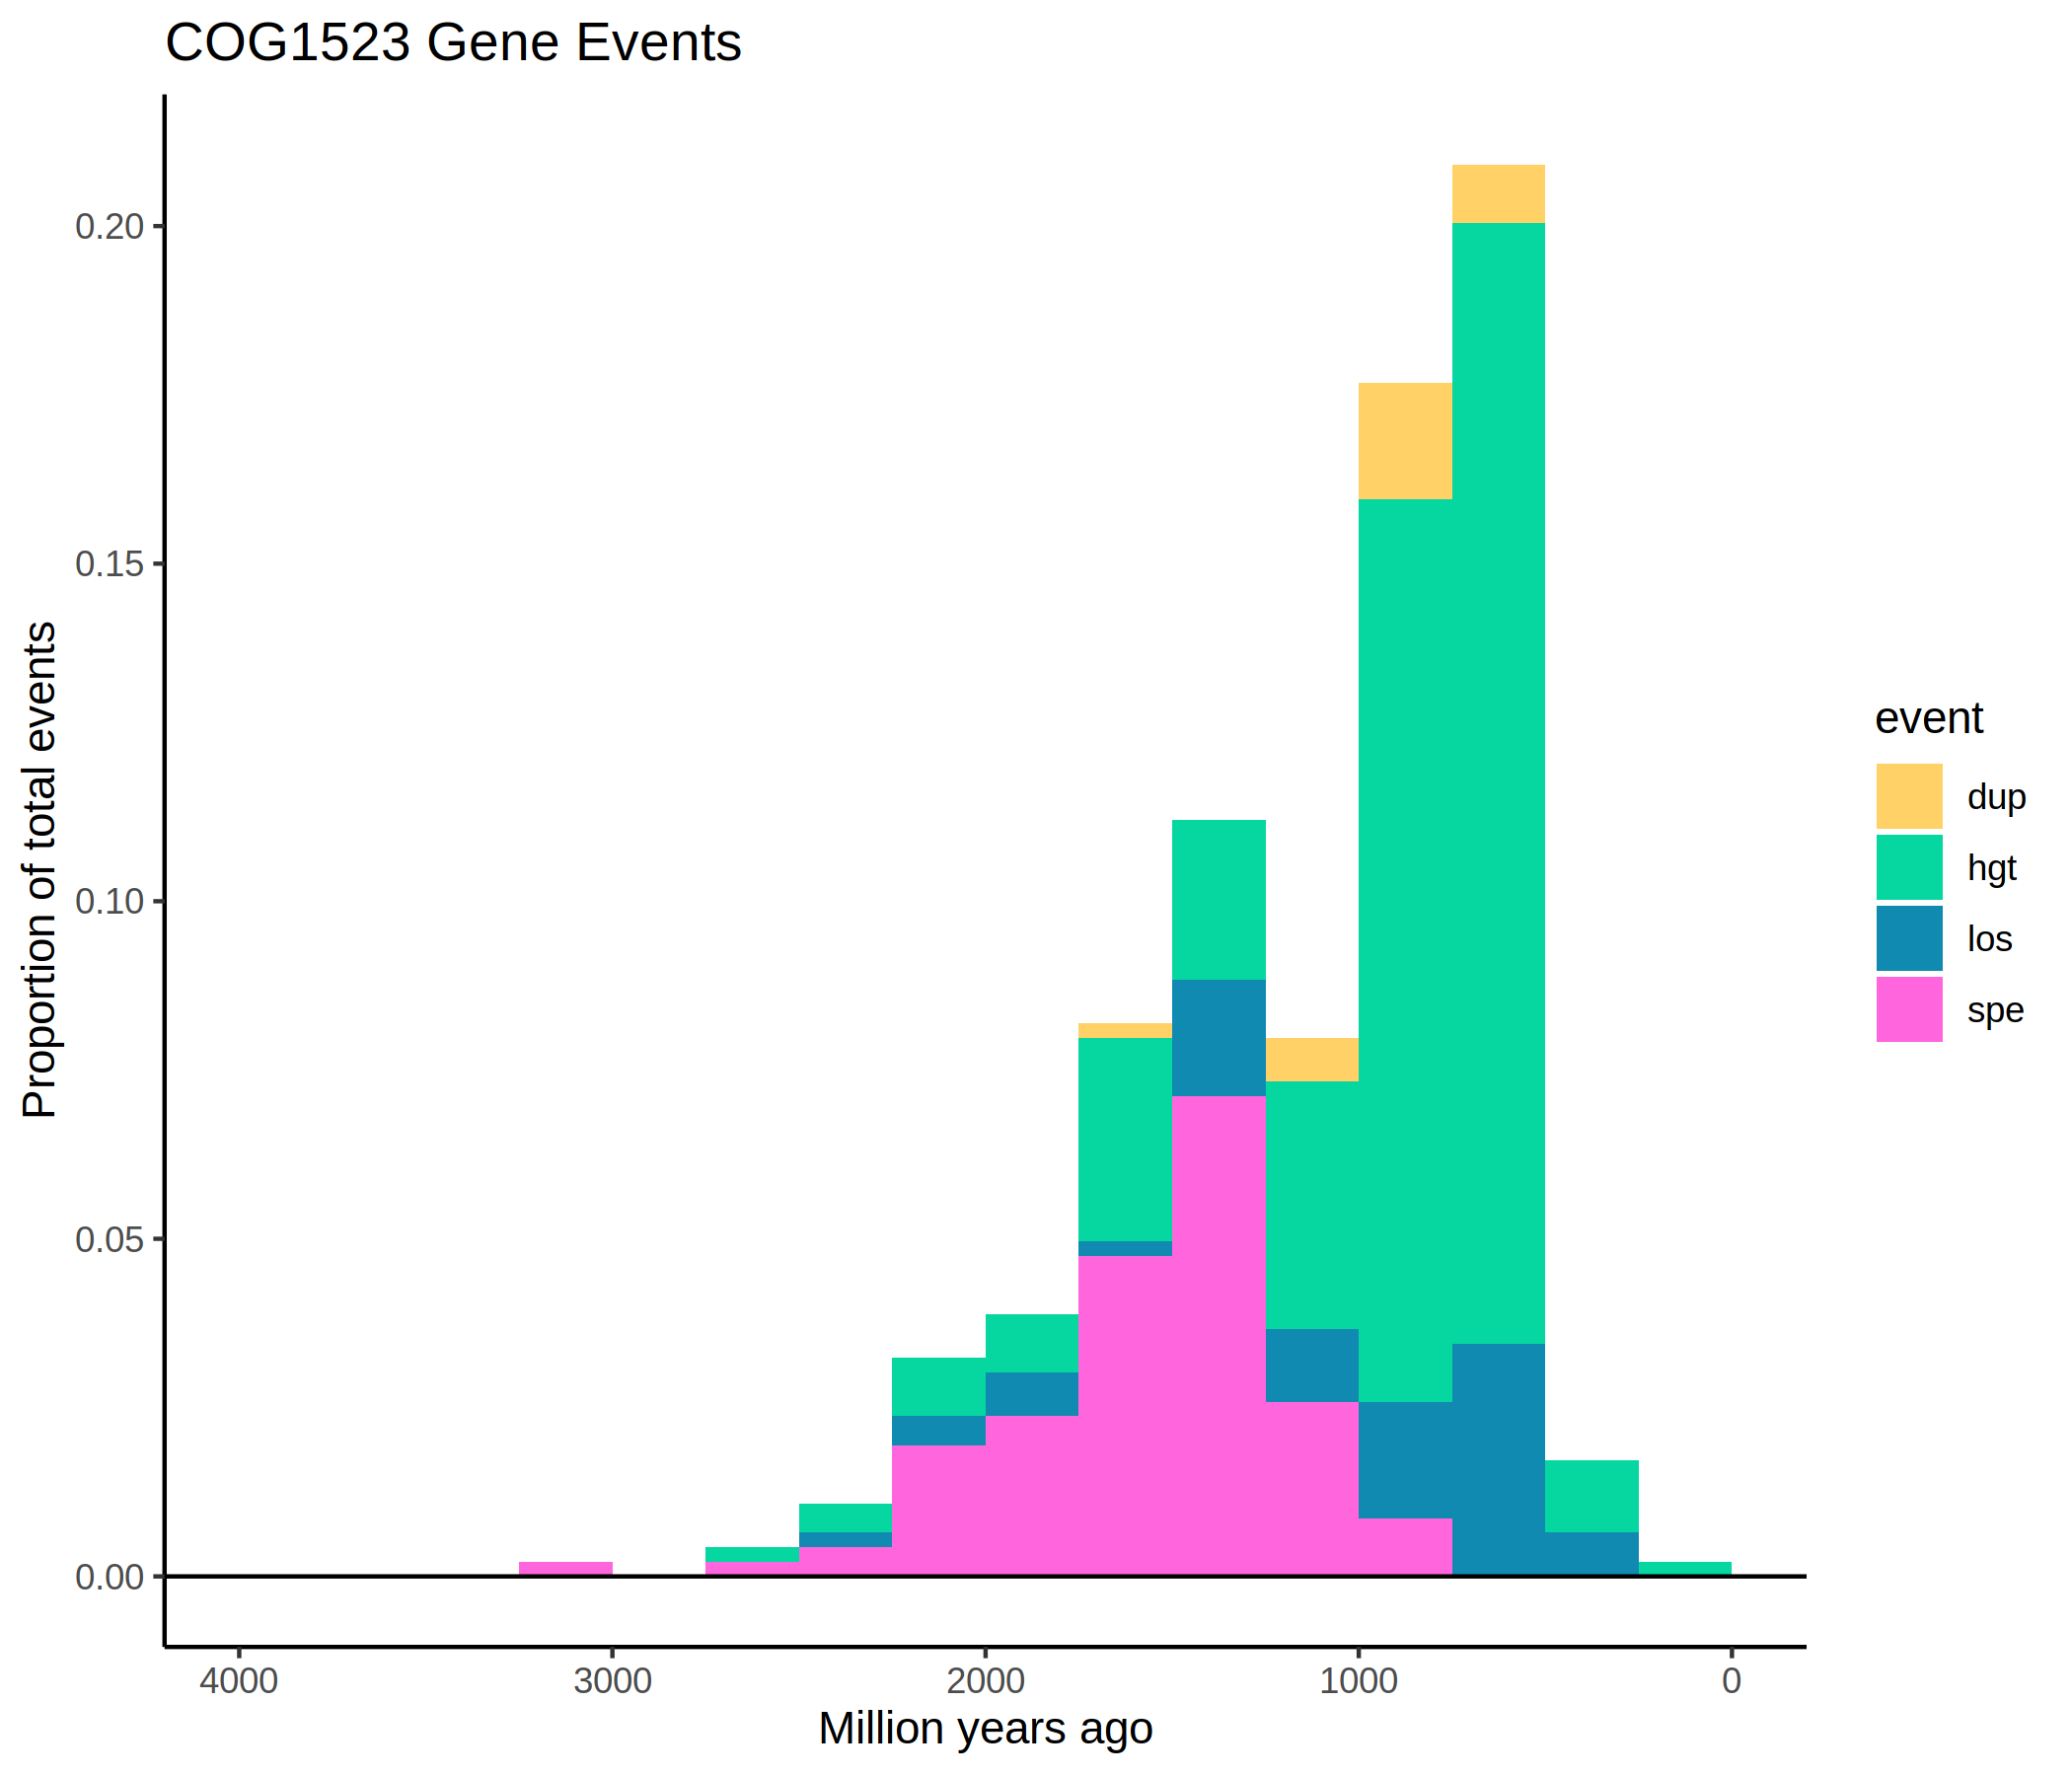 COG1523 Gene Events
Proportion of total events
0.20
0.15
0.10
0.05
0.00
4000
3000
2000
1000
0
Million years ago
event
dup
hgt
los
spe